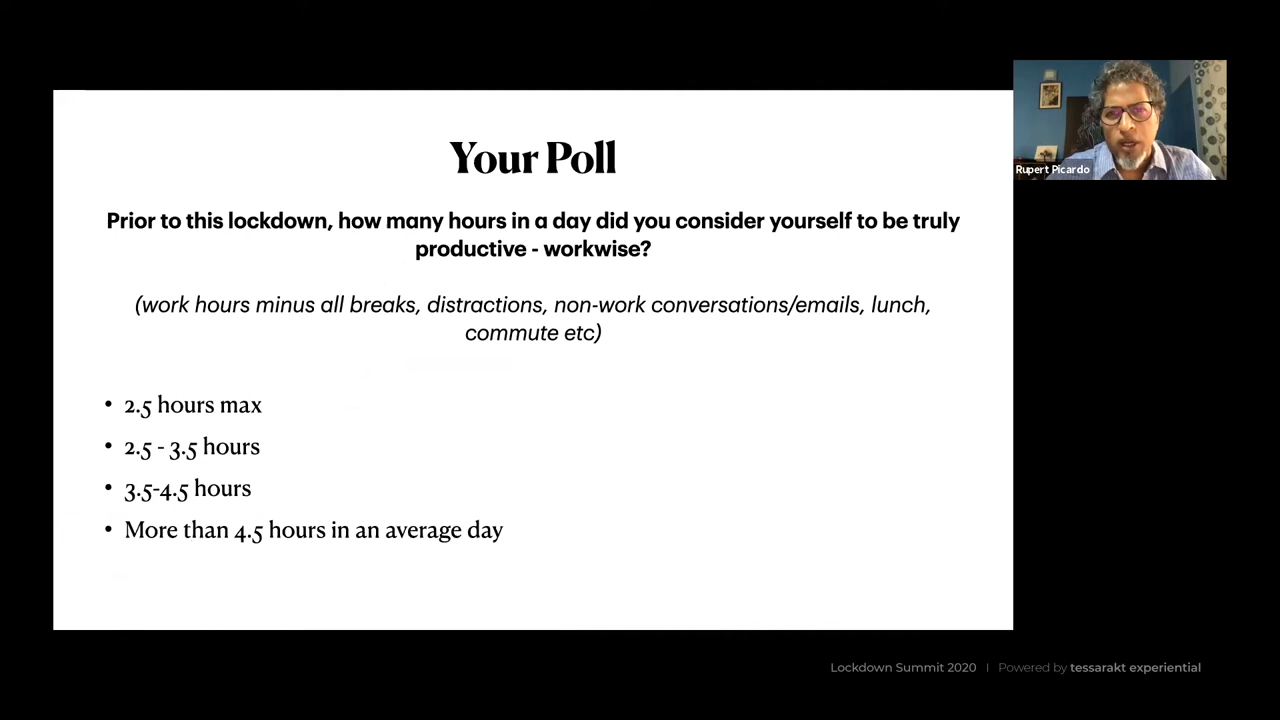 Your Poll
Prior to this lockdown, how many hours in a day did you consider yourself to be truly
productive - workwise?
(work hours minus all breaks, distractions, non-work conversations/emails, lunch,
commute etc)
• 2.5 hours max
• 2.5 - 3.5 hours
• 3.5-4.5 hours
• More than 4.5 hours in an average day
Rupert Picardo
Lockdown Summit 2020 | Powered by tessarakt experiential